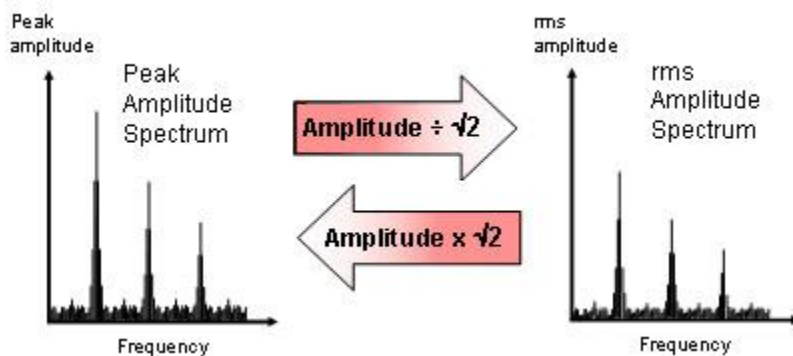 Peak
amplitude
Peak
Amplitude
Spectrum
Frequency
Amplitude ÷ √2
Amplitude x √2
rms
amplitude
rms
Amplitude
Spectrum
Frequency